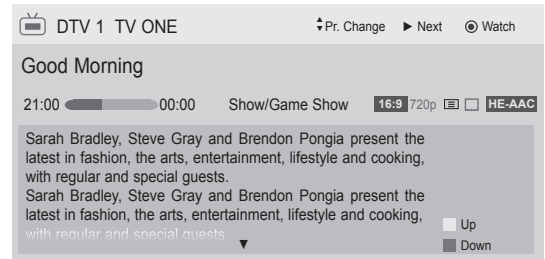 DTV 1 TV ONE
Pr. Change
Next
Watch
Good Morning
21:00 00:00 Show/Game Show 16:9 720p HE-AAC
Sarah Bradley, Steve Gray and Brendon Pongia present the
latest in fashion, the arts, entertainment, lifestyle and cooking,
with regular and special guests.
Sarah Bradley, Steve Gray and Brendon Pongia present the
latest in fashion, the arts, entertainment, lifestyle and cooking,
with regular and special guests.
Up
Down